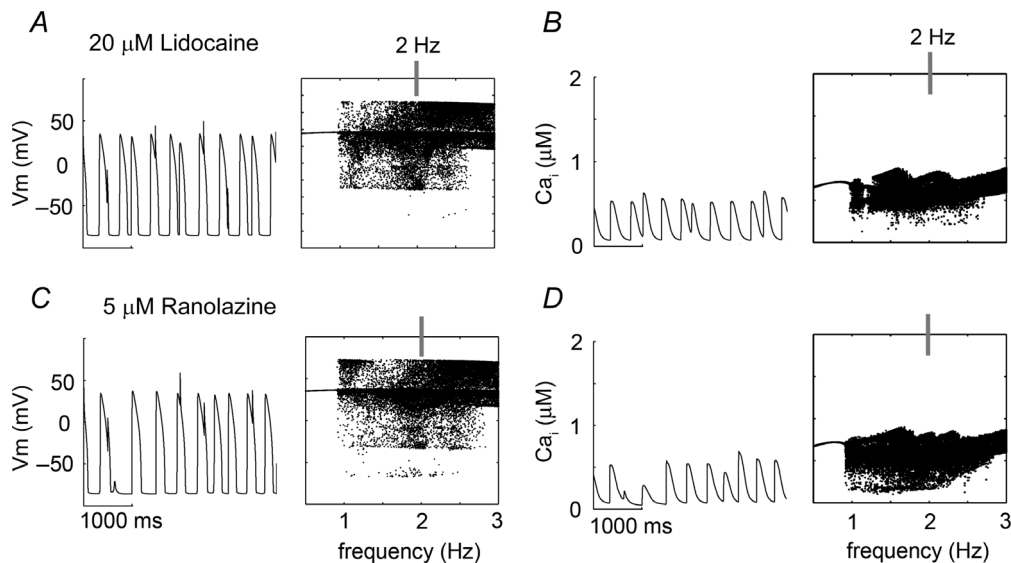 A
20 μM Lidocaine
2 Hz
Vm (mV)
50
0
–50
B
2 Hz
Ca i (μM)
2
1
0
C
5 μM Ranolazine
Vm (mV)
50
0
–50
1000 ms
1 2 3
frequency (Hz)
D
Ca i (μM)
2
1
0
1000 ms
1 2 3
frequency (Hz)